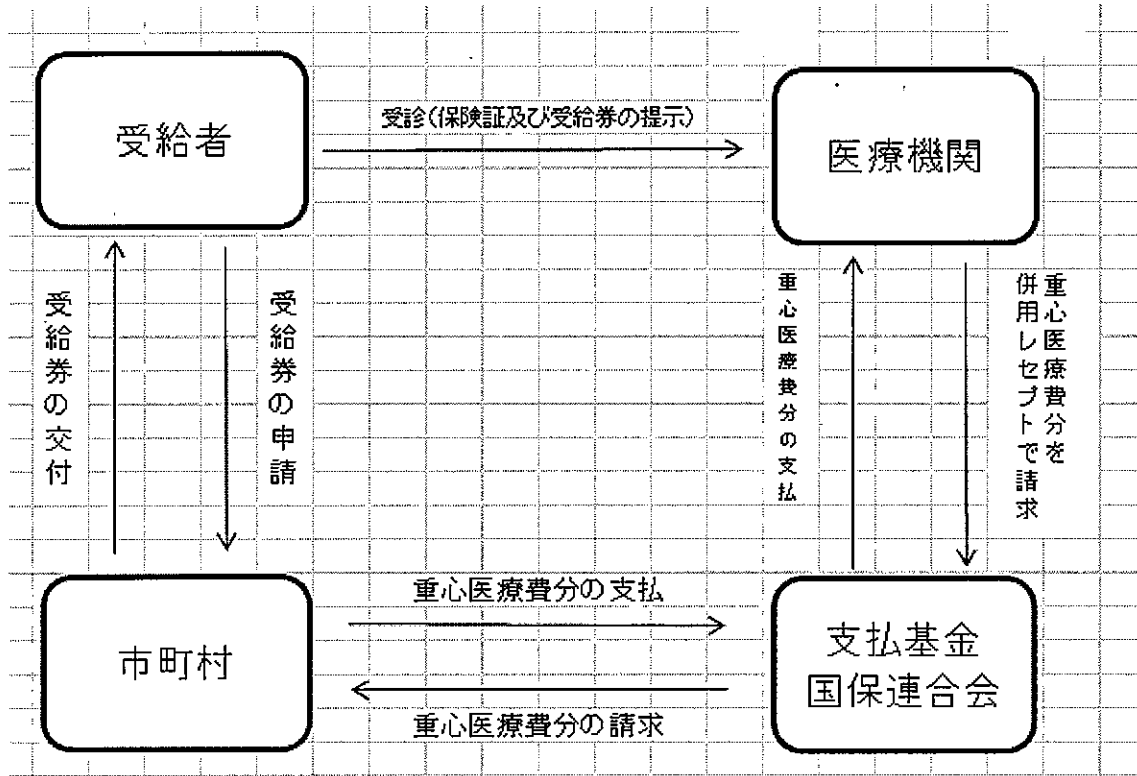 受給者
受診(保険証及び受給券の提示)
医療機関
受給券の交付
受給券の申請
重心医療費分の支払
重心医療費分を
併用レセプトで請求
市町村
重心医療費分の支払
重心医療費分の請求
支払基金
国保連合会